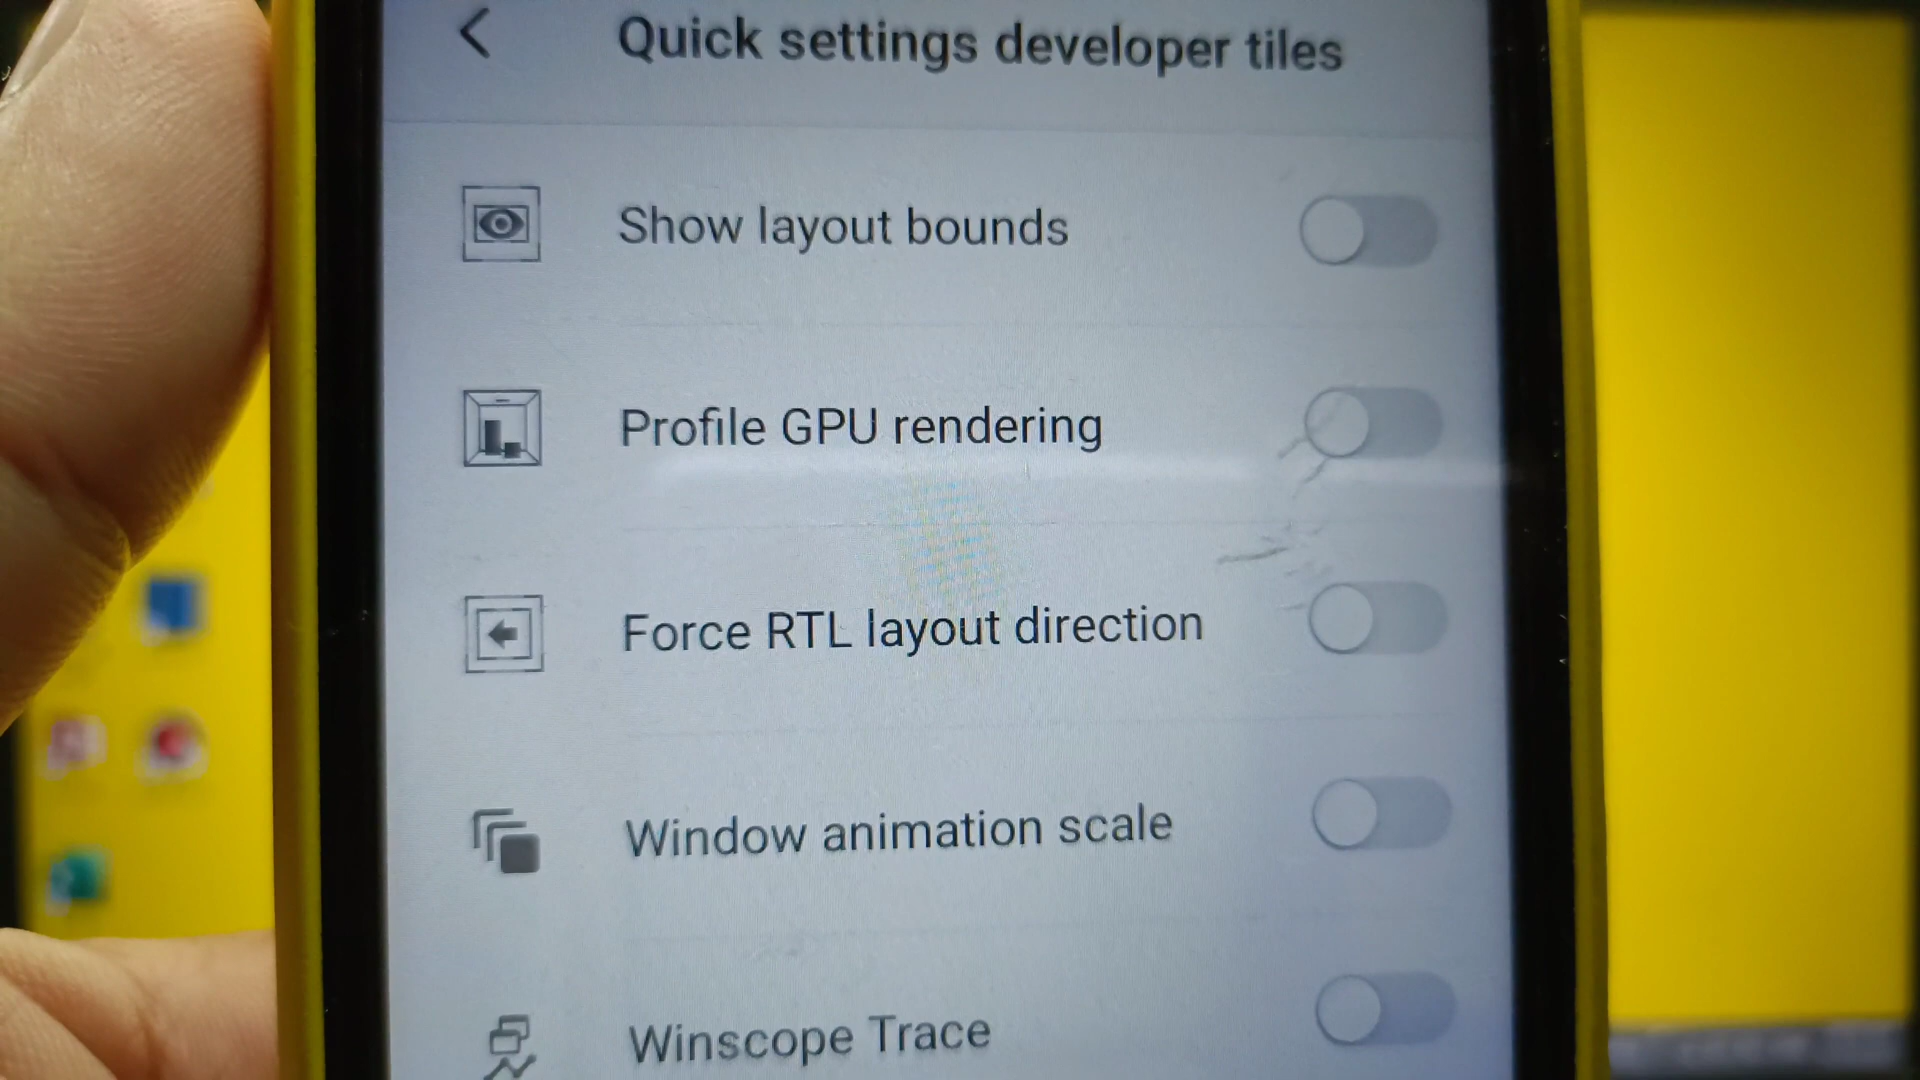 Quick settings developer tiles
Show layout bounds
Profile GPU rendering
Force RTL layout direction
Window animation scale
Winscope Trace